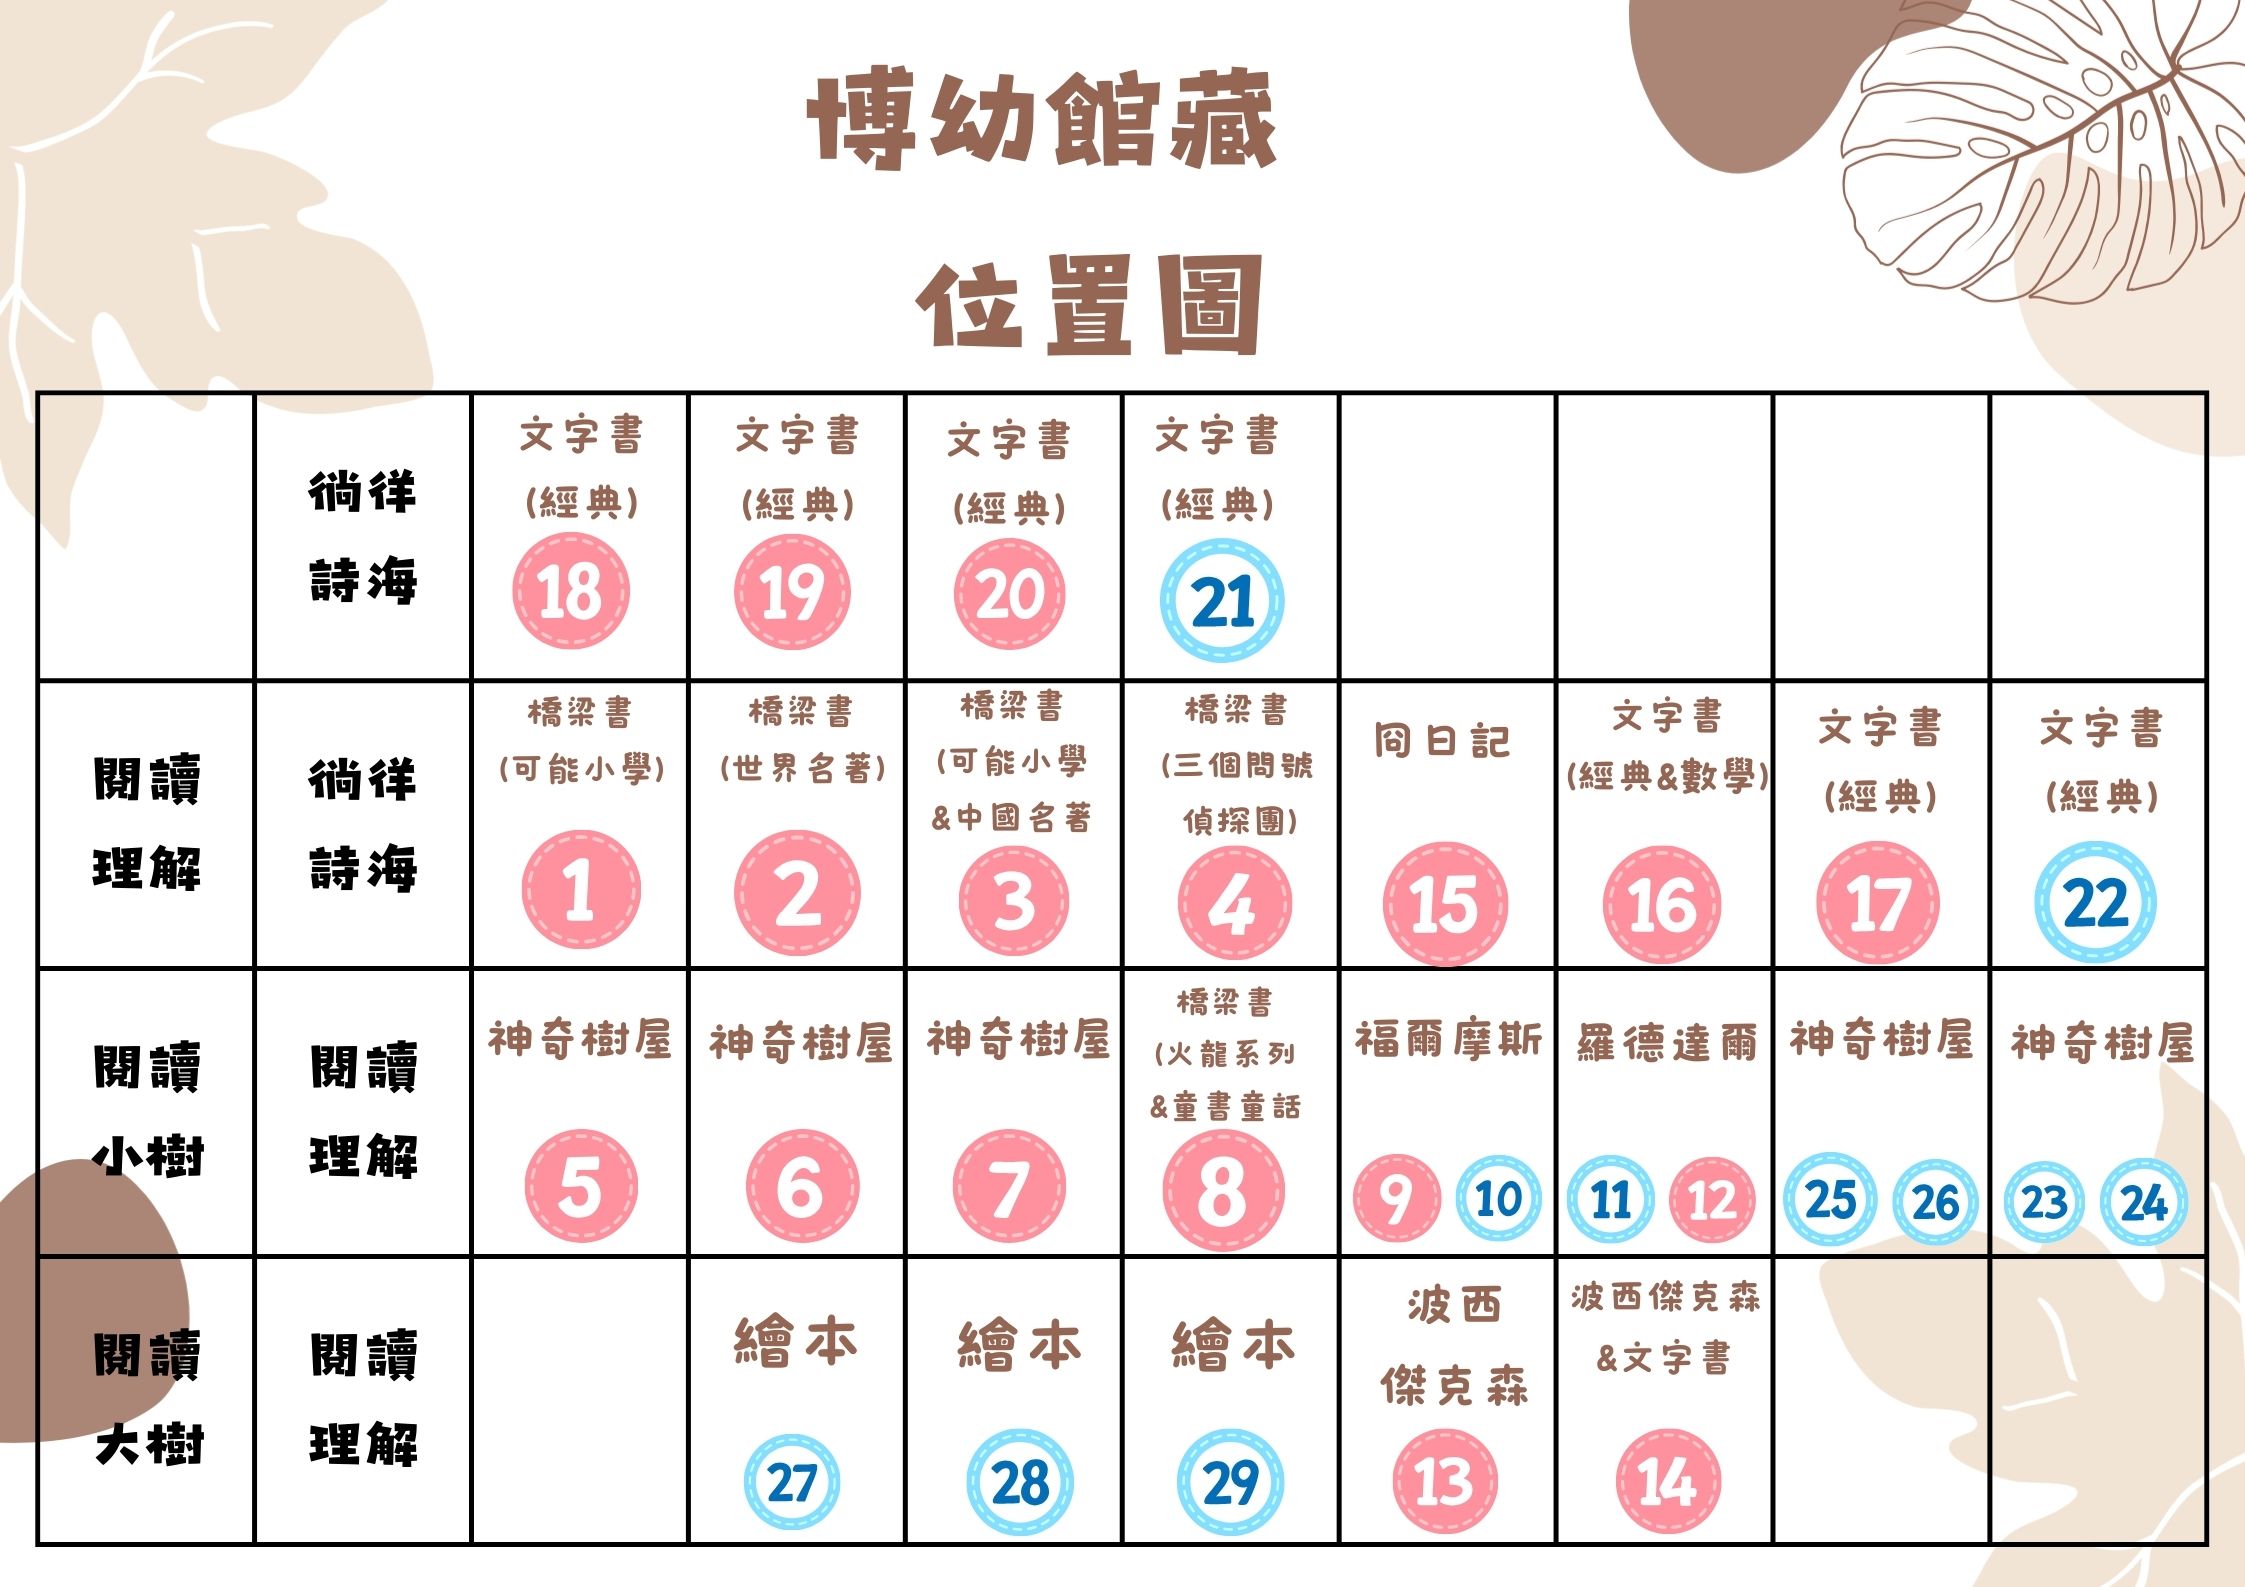 博幼館藏
位置圖
徜徉
詩海
文字書
(經典)
18
文字書
(經典)
19
文字書
(經典)
20
文字書
(經典)
21
閱讀
理解
徜徉
詩海
橋梁書
(可能小學)
1
橋梁書
(世界名著)
2
橋梁書
(可能小學
&中國名著
3
橋梁書
(三個問號
偵探團)
4
冏日記
15
文字書
(經典&數學)
16
文字書
(經典)
17
文字書
(經典)
22
閱讀
小樹
閱讀
理解
神奇樹屋
5
神奇樹屋
6
神奇樹屋
7
橋梁書
(火龍系列
&童書童話
8
福爾摩斯
9 10
羅德達爾
11 12
神奇樹屋
25 26
神奇樹屋
23 24
閱讀
大樹
閱讀
理解
繪本
27
繪本
28
繪本
29
波西
傑克森
13
波西傑克森
&文字書
14